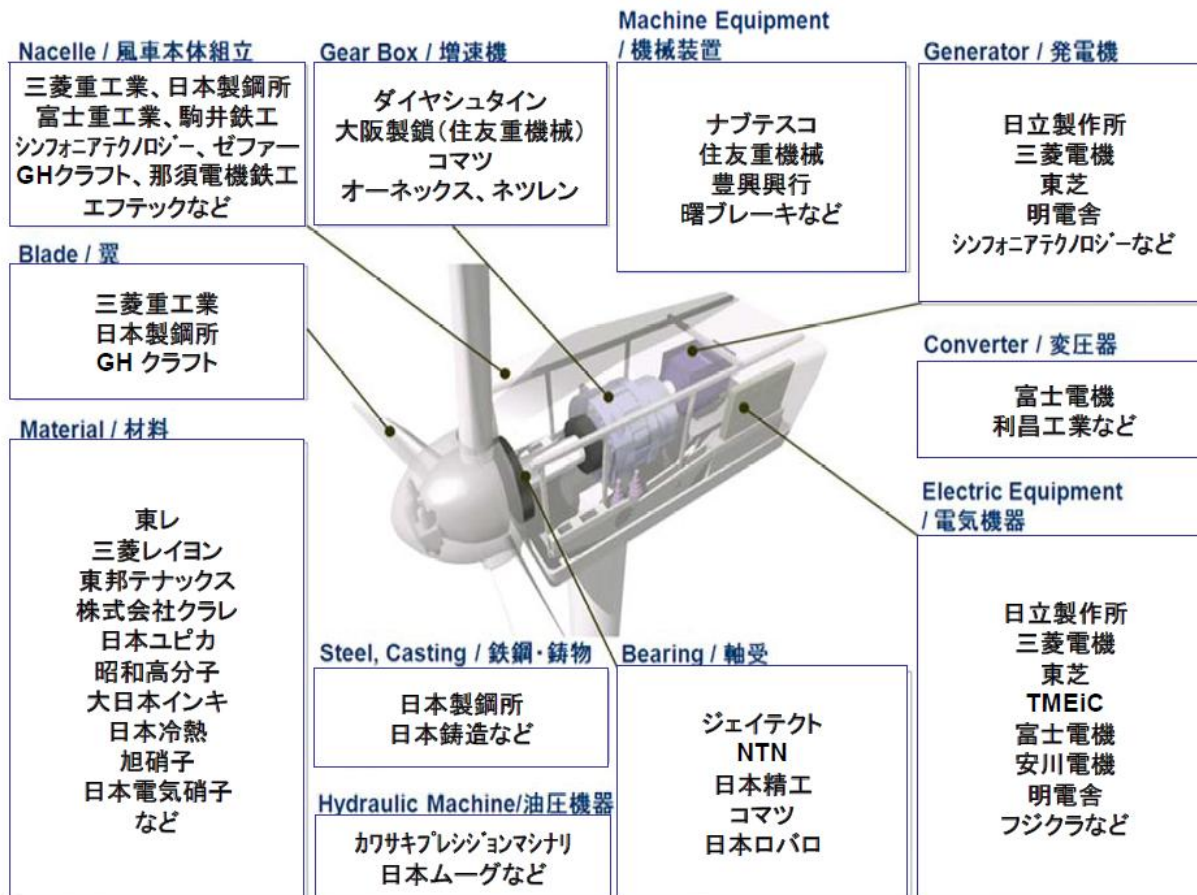 Nacelle / 風車本体組立
三菱重工業、日本製鋼所
富士重工業、駒井鉄工
シンフォニアテクノロジー、ゼファー
GHクラフト、那須電機鉄工
エフテックなど
Gear Box / 増速機
ダイヤシュタイン
大阪製鎖(住友重機械)
コマツ
オーネックス、ネツレン
Machine Equipment
/ 機械装置
ナブテスコ
住友重機械
豊興興行
曙ブレーキなど
Generator / 発電機
日立製作所
三菱電機
東芝
明電舎
シンフォニアテクノロジーなど
Blade / 翼
三菱重工業
日本製鋼所
GH クラフト
Converter / 変圧器
富士電機
利昌工業など
Material / 材料
東レ
三菱レイヨン
東邦テナックス
株式会社クラレ
日本ユピカ
昭和高分子
大日本インキ
日本冷熱
旭硝子
日本電気硝子
など
Steel, Casting / 鉄鋼・鋳物
日本製鋼所
日本鋳造など
Hydraulic Machine/油圧機器
カワサキプレシジョンマシナリ
日本ムーグなど
Bearing / 軸受
ジェイテクト
NTN
日本精工
コマツ
日本ロバロ
Electric Equipment
/ 電気機器
日立製作所
三菱電機
東芝
TMEiC
富士電機
安川電機
明電舎
フジクラなど